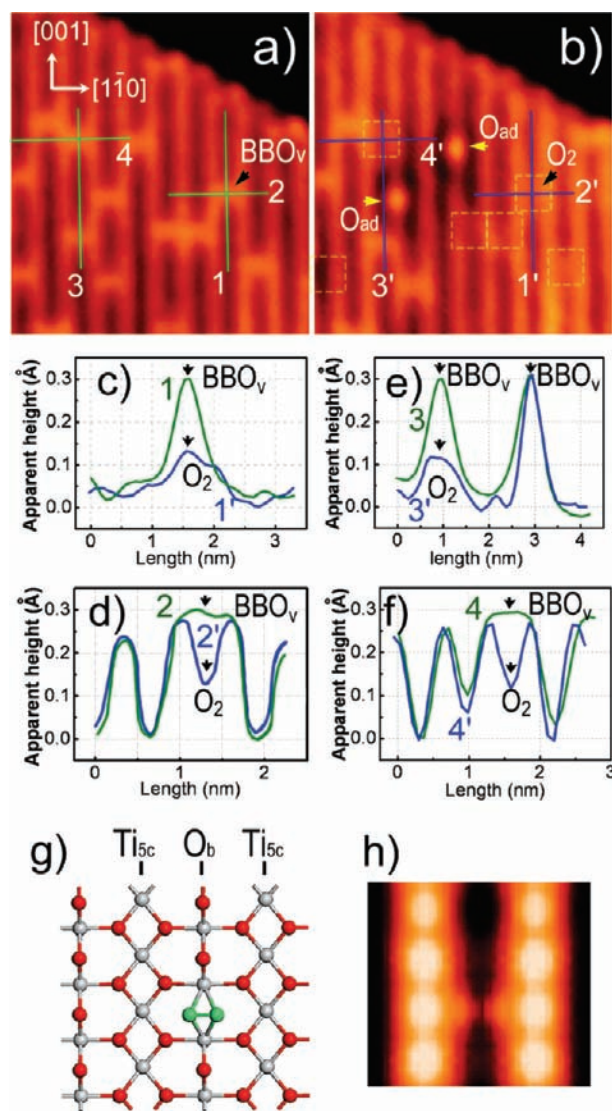 a)
[001]
[11̄0]
4
BBOᵥ
2
3
1
b)
O_ad
O₂
4'
2'
O_ad
3'
1'
c)
Apparent height (Å)
0.3
0.2
0.1
0.0
1
BBOᵥ
O₂
1'
0 1 2 3
Length (nm)
e)
Apparent height (Å)
0.3
0.2
0.1
0.0
BBOᵥ BBOᵥ
3
O₂
3'
0 1 2 3 4
length (nm)
d)
Apparent height (Å)
0.3
0.2
0.1
0.0
2
BBOᵥ
2'
O₂
0 1 2
Length (nm)
f)
Apparent height (Å)
0.3
0.2
0.1
0.0
4
BBOᵥ
O₂
4'
0 1 2 3
Length (nm)
g)
Ti₅c O_b Ti₅c
h)